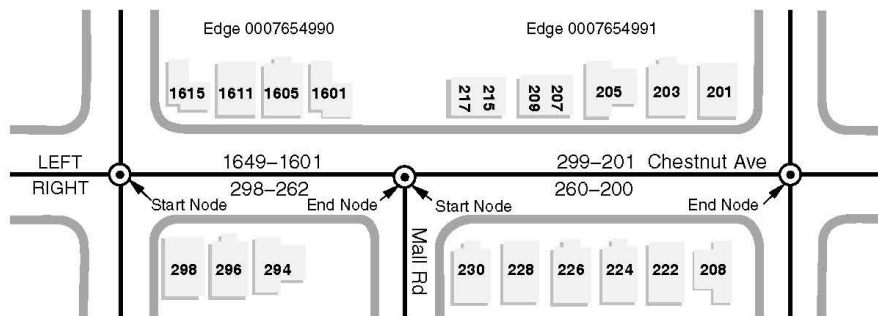 Edge 0007654990
Edge 0007654991
1615 1611 1605 1601
217 215 209 207 205 203 201
LEFT 1649–1601 299–201 Chestnut Ave
RIGHT 298–262 260–200
Start Node End Node Start Node End Node
Mall Rd
298 296 294
230 228 226 224 222 208